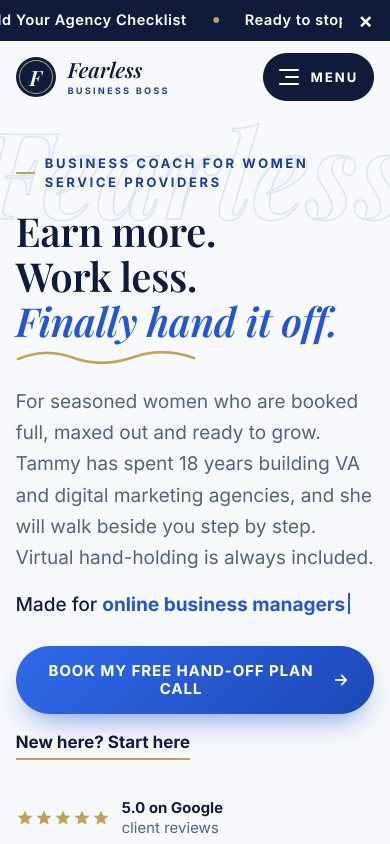 d Your Agency Checklist • Ready to stop ×
F Fearless
BUSINESS BOSS
MENU
Fearless
BUSINESS COACH FOR WOMEN
SERVICE PROVIDERS
Earn more.
Work less.
Finally hand it off.
For seasoned women who are booked
full, maxed out and ready to grow.
Tammy has spent 18 years building VA
and digital marketing agencies, and she
will walk beside you step by step.
Virtual hand-holding is always included.
Made for online business managers
BOOK MY FREE HAND-OFF PLAN
CALL →
New here? Start here
★★★★★ 5.0 on Google
client reviews